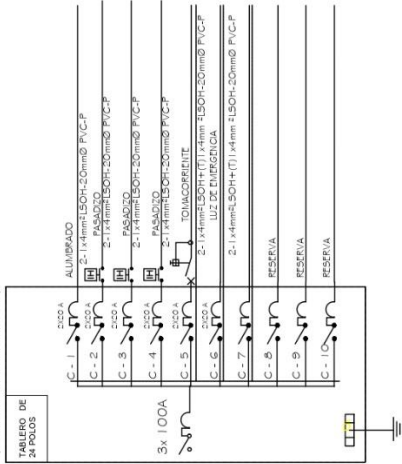 TABLERO DE
24 POLOS
3x 100A
C - 1
2X20 A
ALUMBRADO
2-1x4mm²LSOH-20mmØ PVC-P
C - 2
2X20 A
H
PASADIZO
2-1x4mm²LSOH-20mmØ PVC-P
C - 3
2X20 A
H
PASADIZO
2-1x4mm²LSOH-20mmØ PVC-P
C - 4
2X20 A
H
PASADIZO
2-1x4mm²LSOH-20mmØ PVC-P
C - 5
2X20 A
TOMACORRIENTE
2-1x4mm²LSOH+(T)1x4mm²LSOH-20mmØ PVC-P
C - 6
2X20 A
LUZ DE EMERGENCIA
2-1x4mm²LSOH+(T)1x4mm²LSOH-20mmØ PVC-P
C - 7
C - 8
RESERVA
C - 9
RESERVA
C - 10
RESERVA